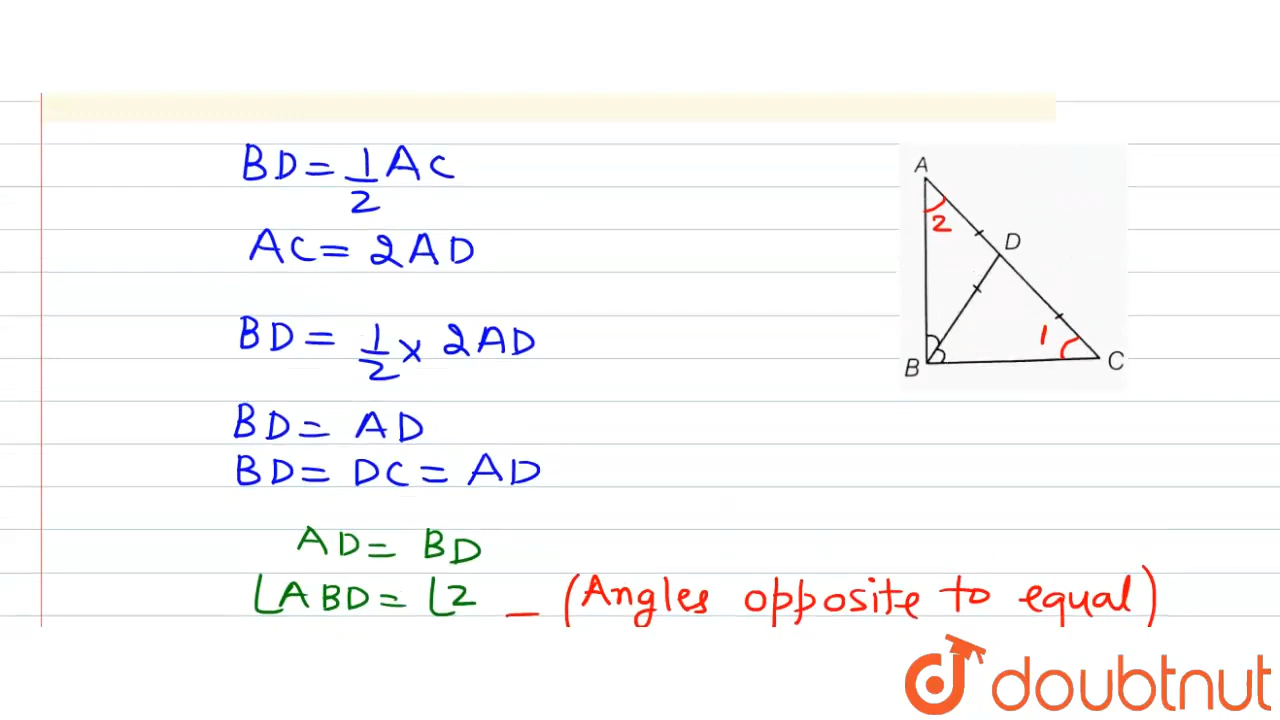 BD = 1/2 AC
AC = 2AD
BD = 1/2 × 2AD
BD = AD
BD = DC = AD
AD = BD
∠ABD = ∠2 — (Angles opposite to equal)
A
2
D
1
B
C
doubtnut